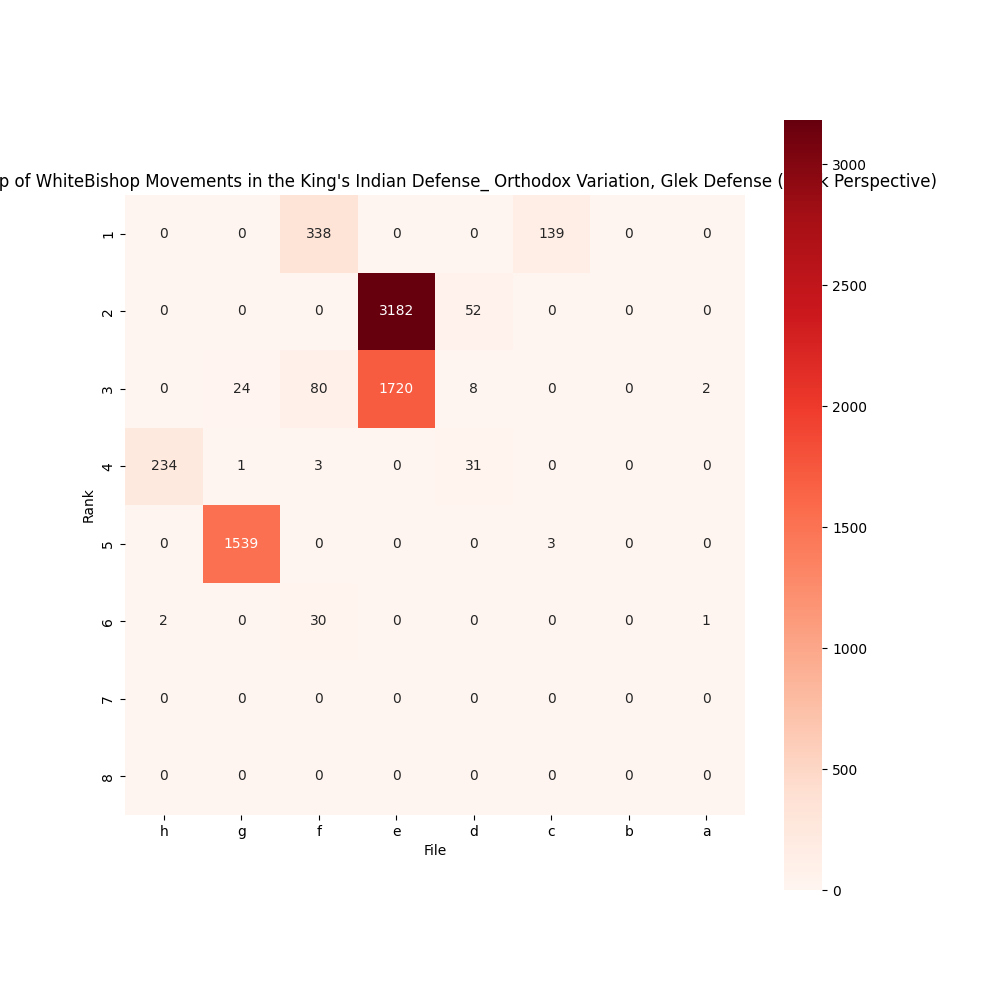 p of WhiteBishop Movements in the King's Indian Defense_ Orthodox Variation, Glek Defense ( k Perspective)
1 0 0 338 0 0 139 0 0
2 0 0 0 3182 52 0 0 0
3 0 24 80 1720 8 0 0 2
4 234 1 3 0 31 0 0 0
5 0 1539 0 0 0 3 0 0
6 2 0 30 0 0 0 0 1
7 0 0 0 0 0 0 0 0
8 0 0 0 0 0 0 0 0
h g f e d c b a
File
Rank
3000
2500
2000
1500
1000
500
0